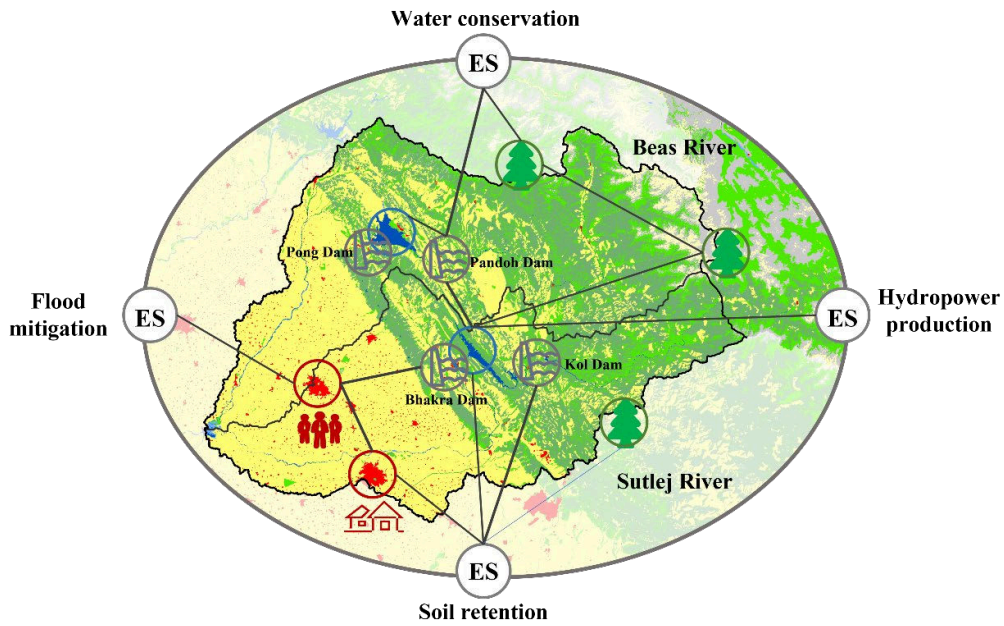 Water conservation
ES
Beas River
Pong Dam
Pandoh Dam
Flood
mitigation
ES
ES
Hydropower
production
Kol Dam
Bhakra Dam
Sutlej River
ES
Soil retention